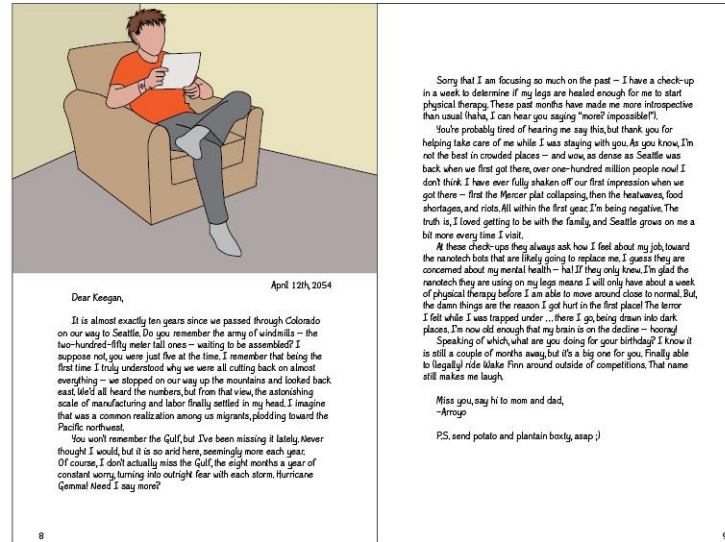 April 12th, 2054
Dear Keegan,
It is almost exactly ten years since we passed through Colorado
on our way to Seattle. Do you remember the army of windmills – the
two-hundred-fifty meter tall ones – waiting to be assembled? I
suppose not, you were just five at the time. I remember that being the
first time I truly understood why we were all cutting back on almost
everything – we stopped on our way up the mountains and looked back
east. We'd all heard the numbers, but from that view, the astonishing
scale of manufacturing and labor finally settled in my head. I imagine
that was a common realization among us migrants, plodding toward the
Pacific northwest.
You won't remember the Gulf, but I've been missing it lately. Never
thought I would, but it is so arid here, seemingly more each year.
Of course, I don't actually miss the Gulf, the eight months a year of
constant worry, turning into outright fear with each storm. Hurricane
Gemma! Need I say more?
8
Sorry that I am focusing so much on the past – I have a check-up
in a week to determine if my legs are healed enough for me to start
physical therapy. These past months have made me more introspective
than usual (haha, I can hear you saying "more? impossible!").
You're probably tired of hearing me say this, but thank you for
helping take care of me while I was staying with you. As you know, I'm
not the best in crowded places – and wow, as dense as Seattle was
back when we first got there, over one-hundred million people now! I
don't think I have ever fully shaken off our first impression when we
got there – first the Mercer plat collapsing, then the heatwaves, food
shortages, and riots. All within the first year. I'm being negative. The
truth is, I loved getting to be with the family, and Seattle grows on me a
bit more every time I visit.
At these check-ups they always ask how I feel about my job, toward
the nanotech bots that are likely going to replace me. I guess they are
concerned about my mental health – ha! If they only knew. I'm glad the
nanotech they are using on my legs means I will only have about a week
of physical therapy before I am able to move around close to normal. But,
the damn things are the reason I got hurt in the first place! The terror
I felt while I was trapped under ... there I go, being drawn into dark
places. I'm now old enough that my brain is on the decline – hooray!
Speaking of which, what are you doing for your birthday? I know it
is still a couple of months away, but it's a big one for you. Finally able
to (legally) ride Wake Finn around outside of competitions. That name
still makes me laugh.
Miss you, say hi to mom and dad,
-Arroyo
P.S. send potato and plantain boxty, asap ;)